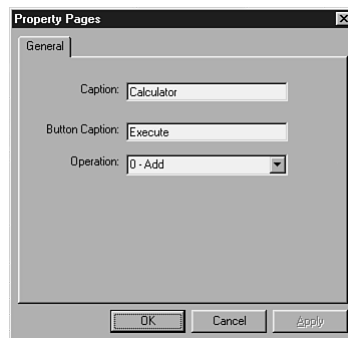 Property Pages
General
Caption: Calculator
Button Caption: Execute
Operation: 0 - Add
OK Cancel Apply